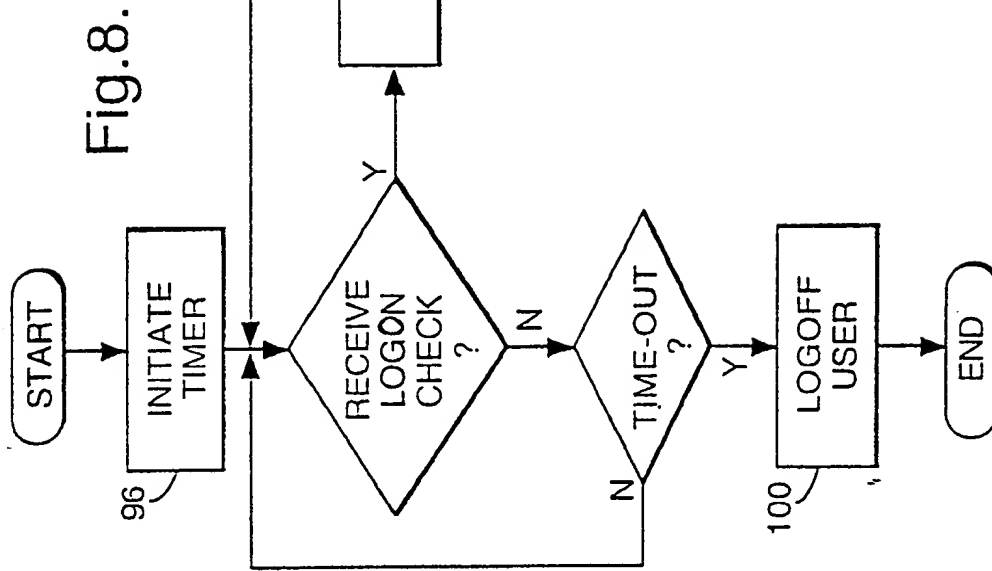 Fig.8.
START
INITIATE
TIMER
96
RECEIVE
LOGON
CHECK
?
Y
N
TIME-OUT
?
N
Y
LOGOFF
USER
100
END